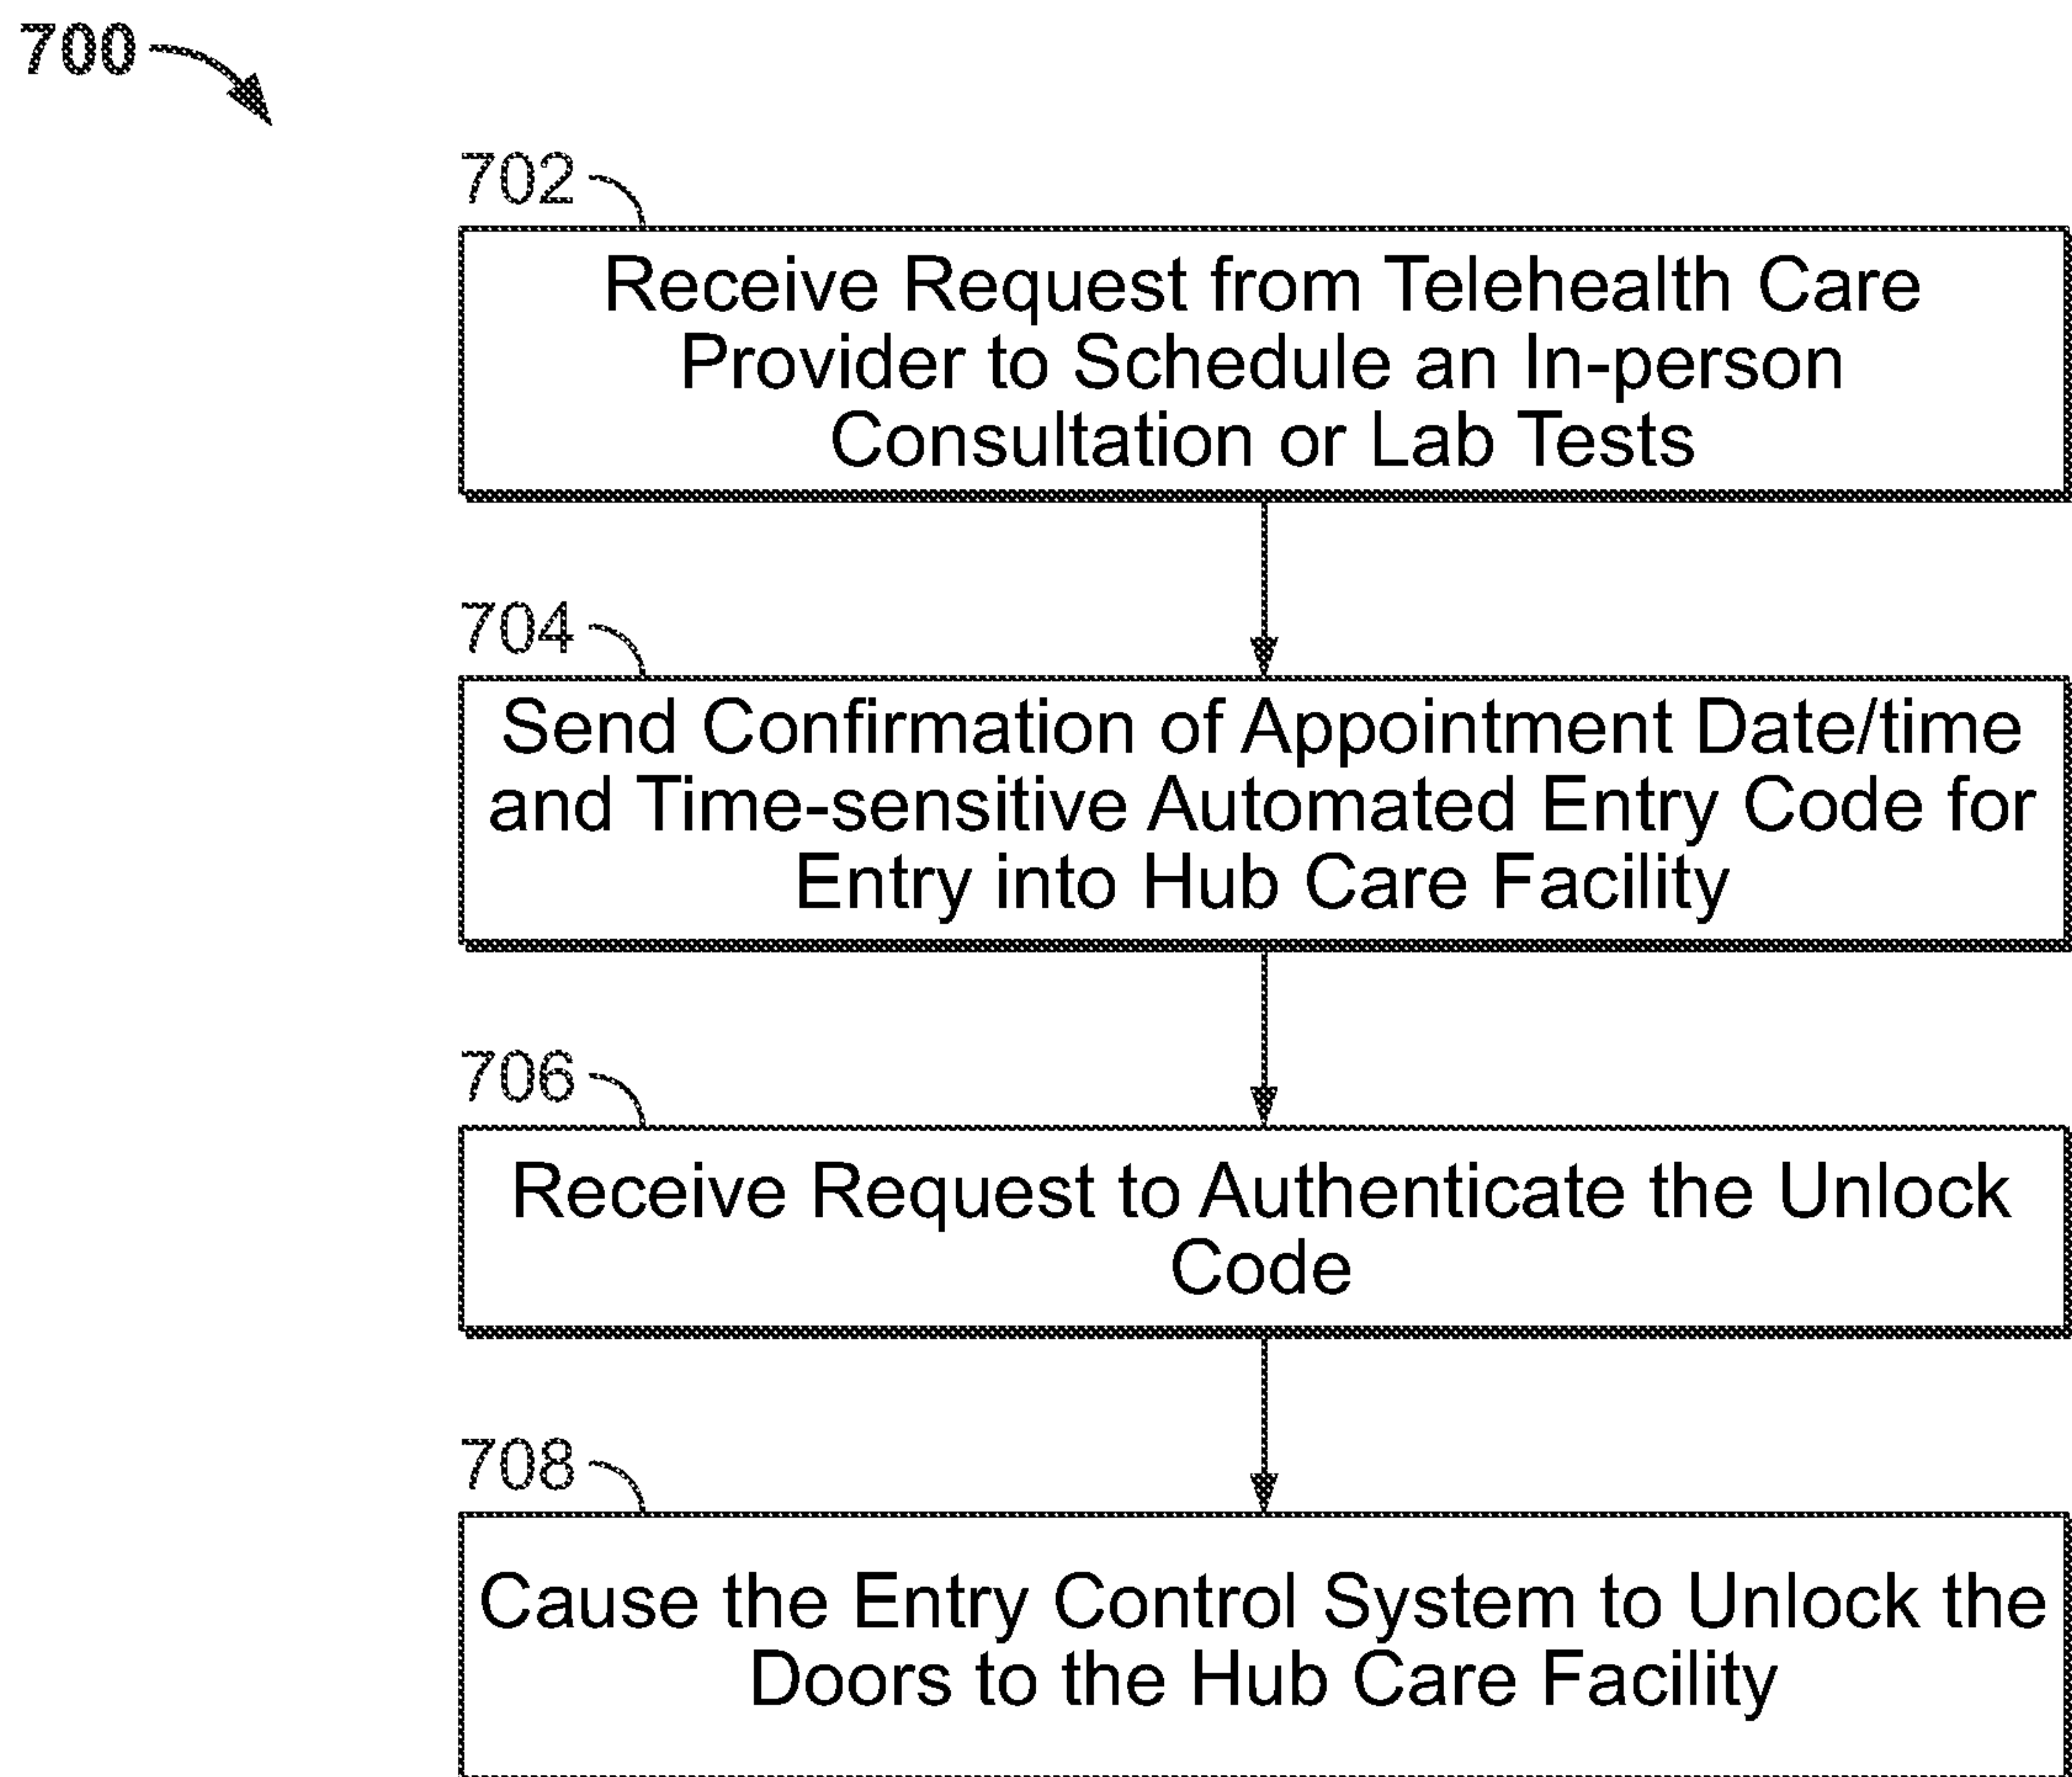 700
702
Receive Request from Telehealth Care
Provider to Schedule an In-person
Consultation or Lab Tests
704
Send Confirmation of Appointment Date/time
and Time-sensitive Automated Entry Code for
Entry into Hub Care Facility
706
Receive Request to Authenticate the Unlock
Code
708
Cause the Entry Control System to Unlock the
Doors to the Hub Care Facility